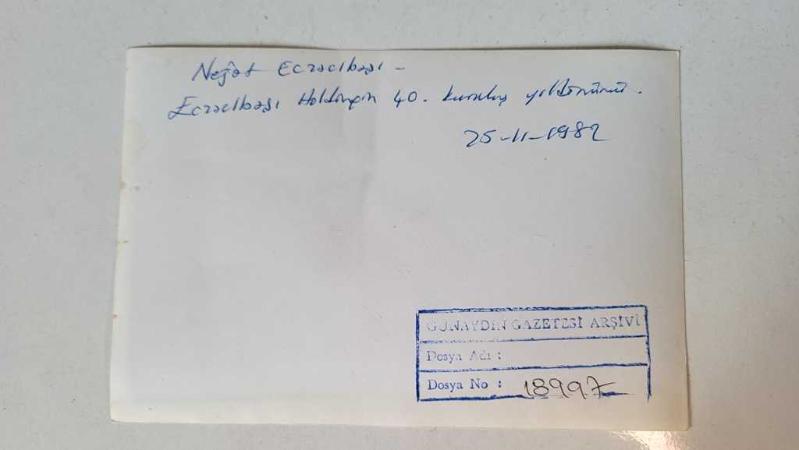 Nejat Eczacıbaşı -
Eczacıbaşı Holdingin 40. kuruluş yıldönümü.
25-11-1982
GÜNAYDIN GAZETESİ ARŞİVİ
Dosya Adı :
Dosya No : 18997